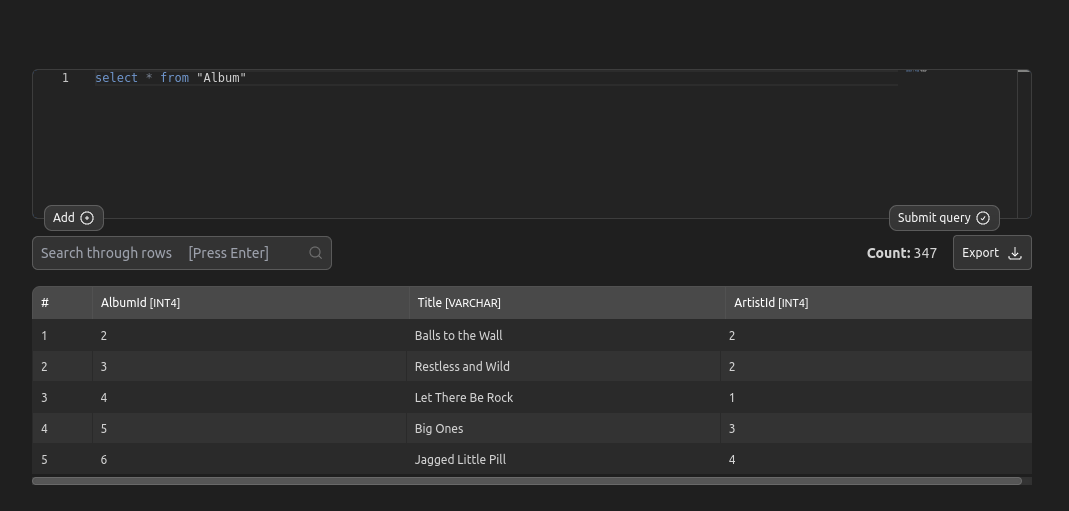 1 select * from "Album"
Add
Submit query
Search through rows [Press Enter]
Count: 347
Export
# AlbumId [INT4] Title [VARCHAR] ArtistId [INT4]
1 2 Balls to the Wall 2
2 3 Restless and Wild 2
3 4 Let There Be Rock 1
4 5 Big Ones 3
5 6 Jagged Little Pill 4